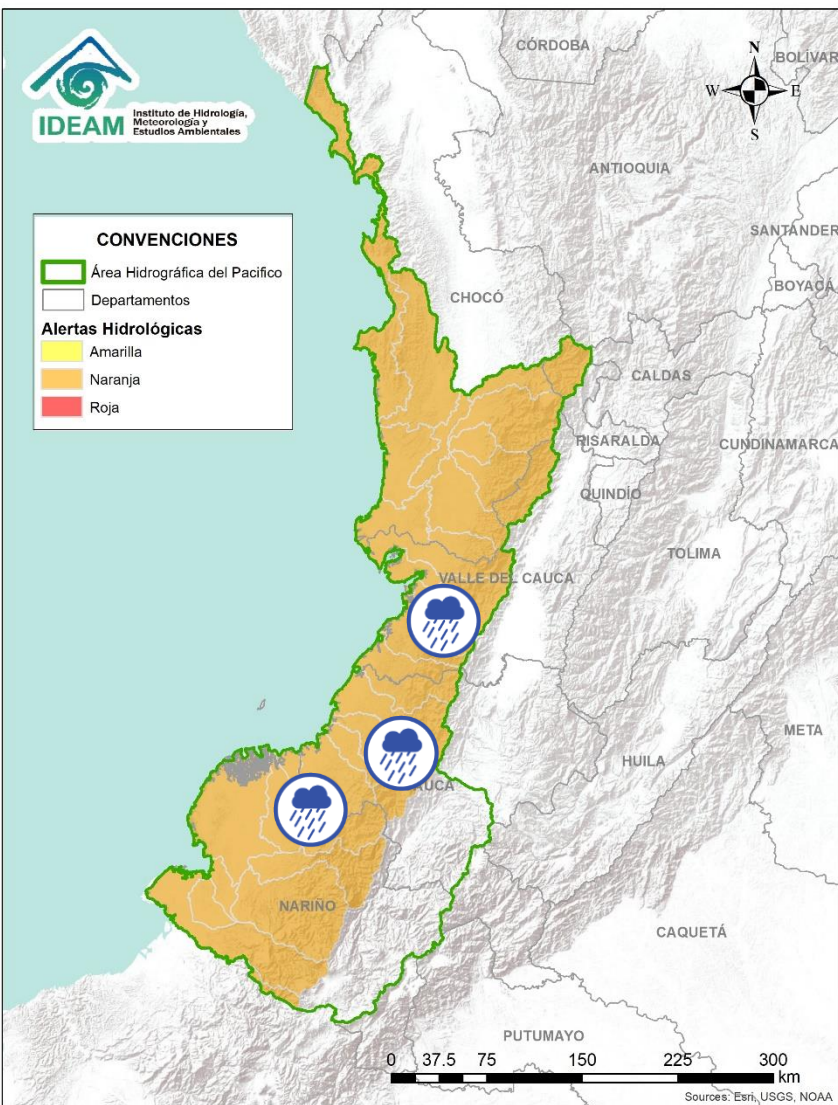 IDEAM
Instituto de Hidrología,
Meteorología y
Estudios Ambientales
CÓRDOBA
N
BOLÍVAR
W
E
S
ANTIOQUIA
CONVENCIONES
Área Hidrográfica del Pacifico
Departamentos
Alertas Hidrológicas
Amarilla
Naranja
Roja
SANTANDER
BOYACÁ
CHOCÓ
CALDAS
RISARALDA
CUNDINAMARCA
QUINDÍO
TOLIMA
VALLE DEL CAUCA
META
HUILA
AUCA
NARIÑO
CAQUETÁ
PUTUMAYO
0 37.5 75 150 225 300
km
Sources: Esri, USGS, NOAA